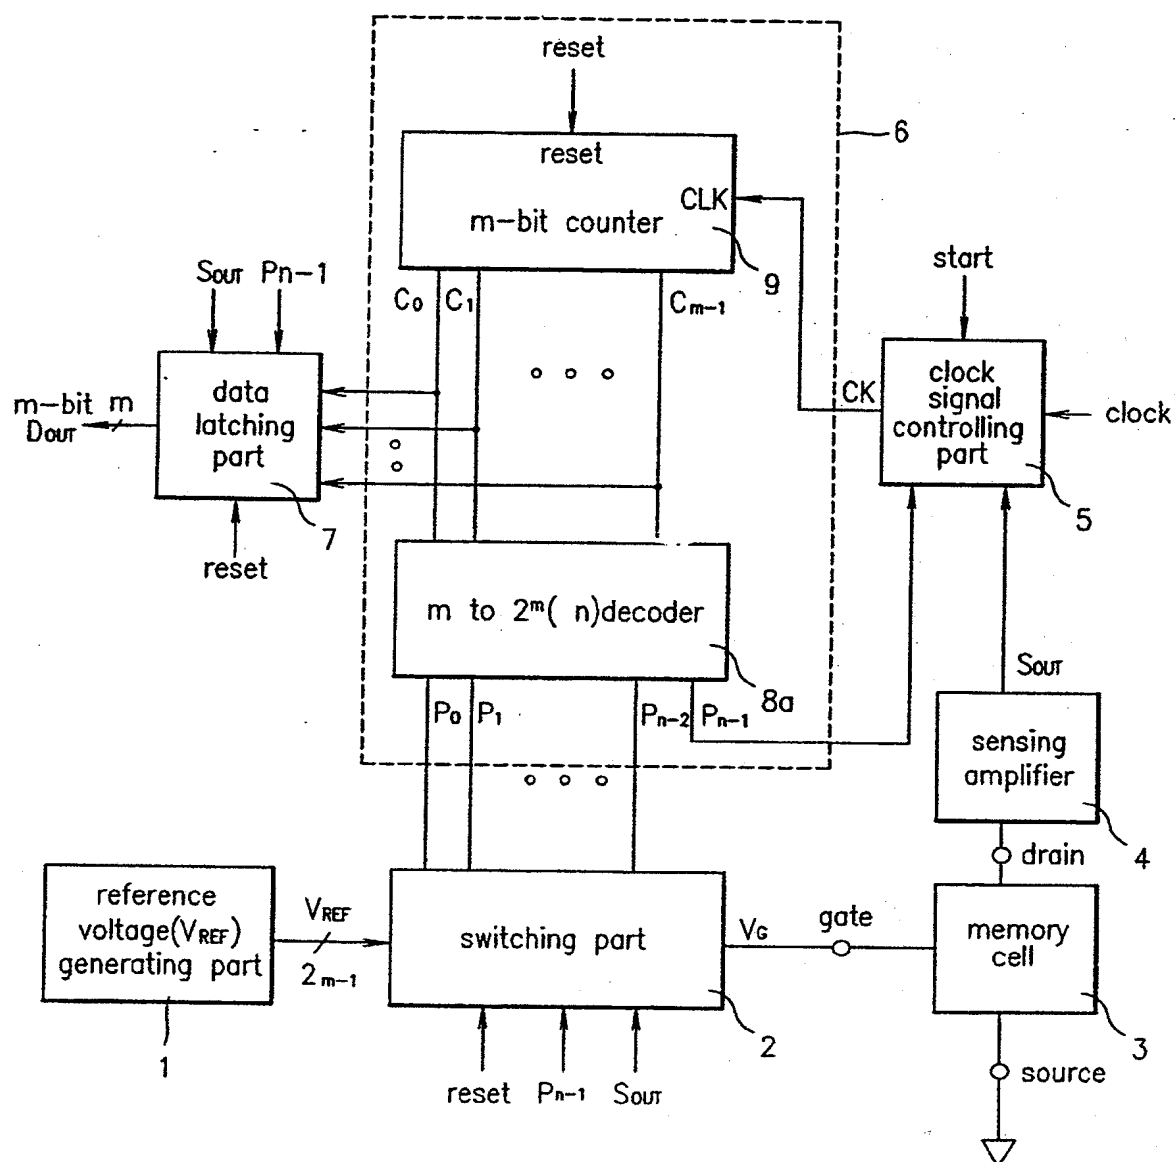 reset
6
reset
CLK
m-bit counter
9
SOUT Pn-1
C0 C1 Cm-1
start
data
latching
part
7
m-bit m
DOUT
reset
CK
clock
signal
controlling
part
5
clock
m to 2m( n)decoder
8a
P0 P1 Pn-2 Pn-1
SOUT
sensing
amplifier
4
drain
reference
voltage(VREF)
generating part
1
VREF
2m-1
switching part
2
VG
gate
memory
cell
3
reset Pn-1 SOUT
source